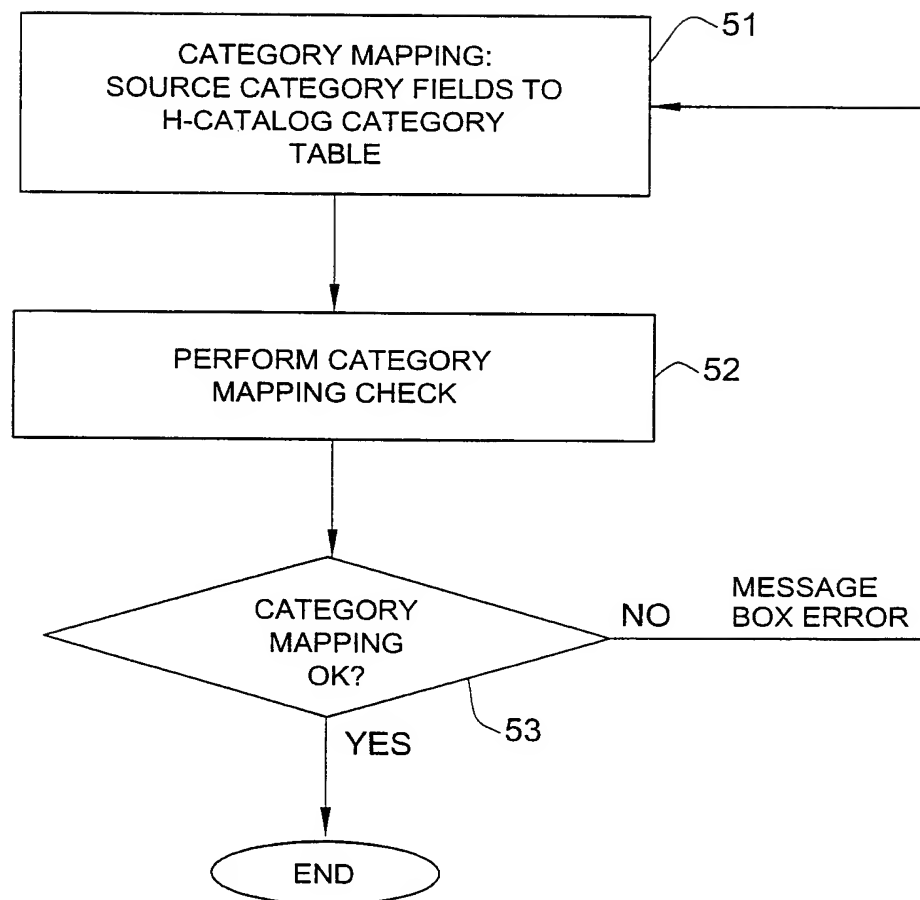 51
CATEGORY MAPPING:
SOURCE CATEGORY FIELDS TO
H-CATALOG CATEGORY
TABLE
PERFORM CATEGORY
MAPPING CHECK
52
CATEGORY
MAPPING
OK?
NO
MESSAGE
BOX ERROR
53
YES
END